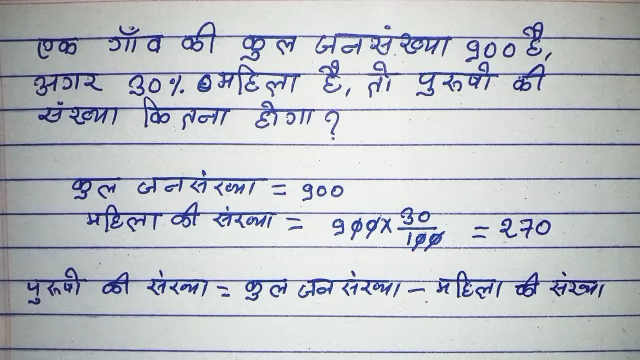 एक गाँव की कुल जनसंख्या 900 है,
अगर 30% महिला है, तो पुरुषो की
संख्या कितना होगा ?
कुल जनसंख्या = 900
महिला की संख्या = 900 x 30/100 = 270
पुरुषो की संख्या = कुल जनसंख्या - महिला की संख्या